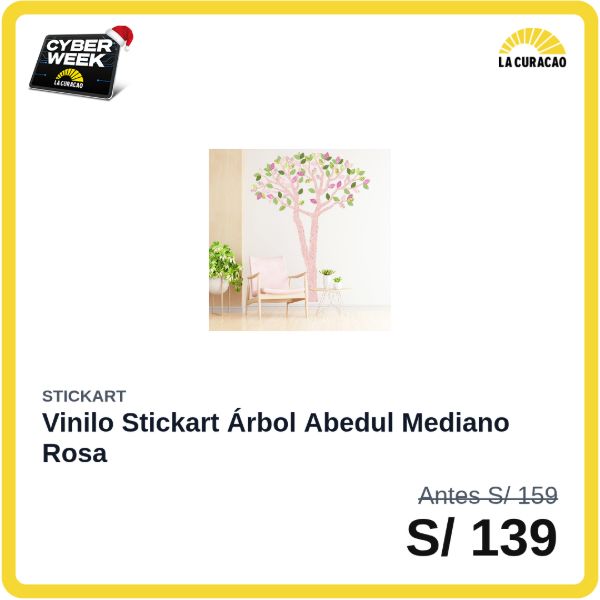 CYBER
WEEK
LA CURACAO
LA CURACAO
STICKART
Vinilo Stickart Árbol Abedul Mediano
Rosa
Antes S/ 159
S/ 139